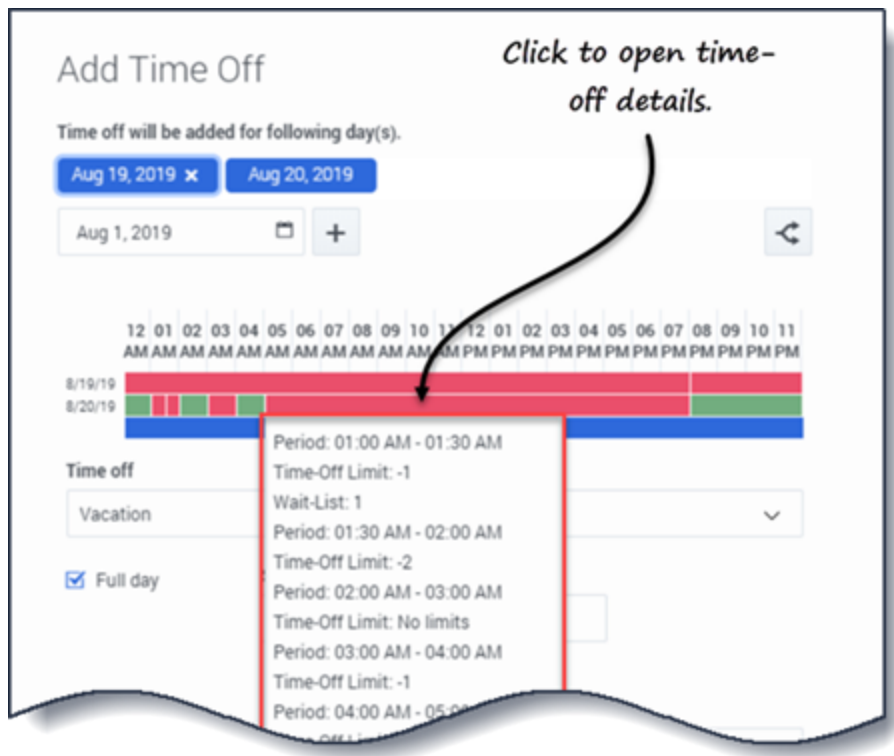 Add Time Off
Click to open time-
off details.
Time off will be added for following day(s).
Aug 19, 2019 × Aug 20, 2019
Aug 1, 2019 +
12 01 02 03 04 05 06 07 08 09 10 11 12 01 02 03 04 05 06 07 08 09 10 11
AM AM AM AM AM AM AM AM AM AM AM AM PM PM PM PM PM PM PM PM PM PM PM PM
8/19/19
8/20/19
Period: 01:00 AM - 01:30 AM
Time-Off Limit: -1
Wait-List: 1
Period: 01:30 AM - 02:00 AM
Time-Off Limit: -2
Period: 02:00 AM - 03:00 AM
Time-Off Limit: No limits
Period: 03:00 AM - 04:00 AM
Time-Off Limit: -1
Period: 04:00 AM - 05:
Time off
Vacation
Full day